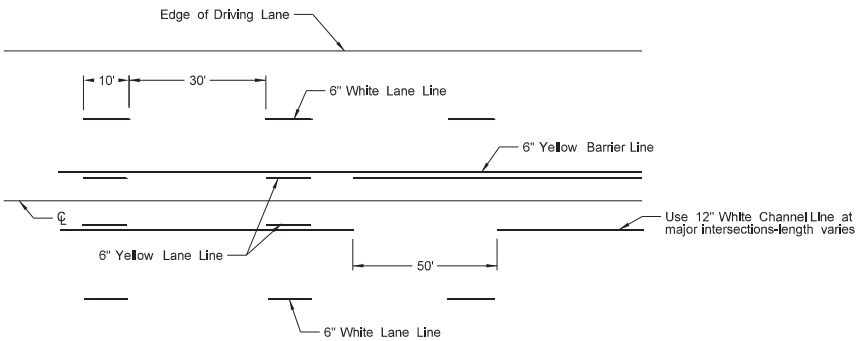 Edge of Driving Lane
10'
30'
6" White Lane Line
6" Yellow Barrier Line
℄
Use 12" White Channel Line at
major intersections-length varies
6" Yellow Lane Line
50'
6" White Lane Line